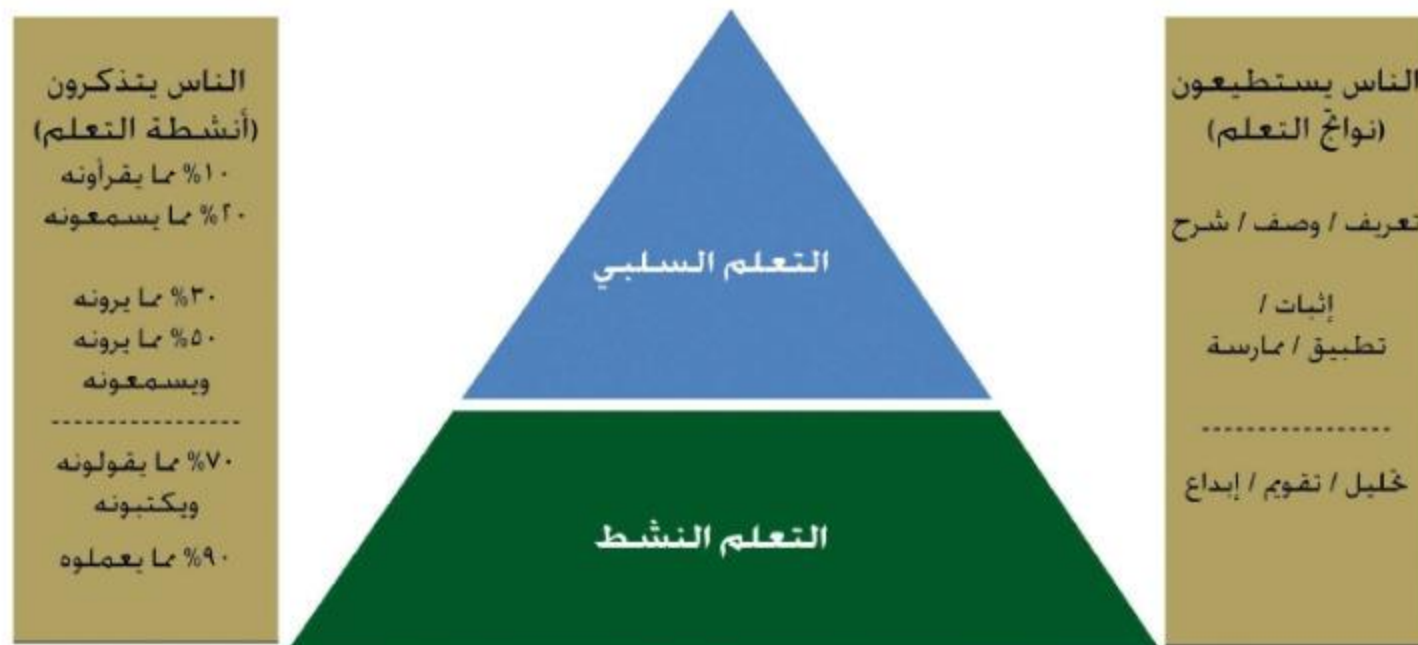 الناس يستطيعون
(نواتج التعلم)
تعريف / وصف / شرح
إثبات /
تطبيق / ممارسة
-----------------
تحليل / تقويم / إبداع
التعلم السلبي
التعلم النشط
الناس يتذكرون
(أنشطة التعلم)
١٠% مما يقرأونه
٢٠% مما يسمعونه
٣٠% مما يرونه
٥٠% مما يرونه
ويسمعونه
-----------------
٧٠% مما يقولونه
ويكتبونه
٩٠% مما يعملوه